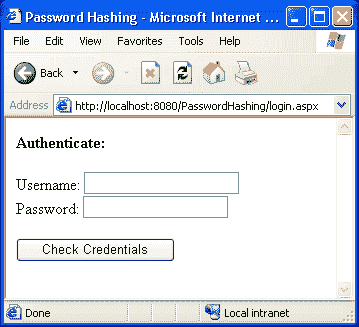 Password Hashing - Microsoft Internet ...
File Edit View Favorites Tools Help
Back
Address http://localhost:8080/PasswordHashing/login.aspx
Authenticate:
Username:
Password:
Check Credentials
Done Local intranet